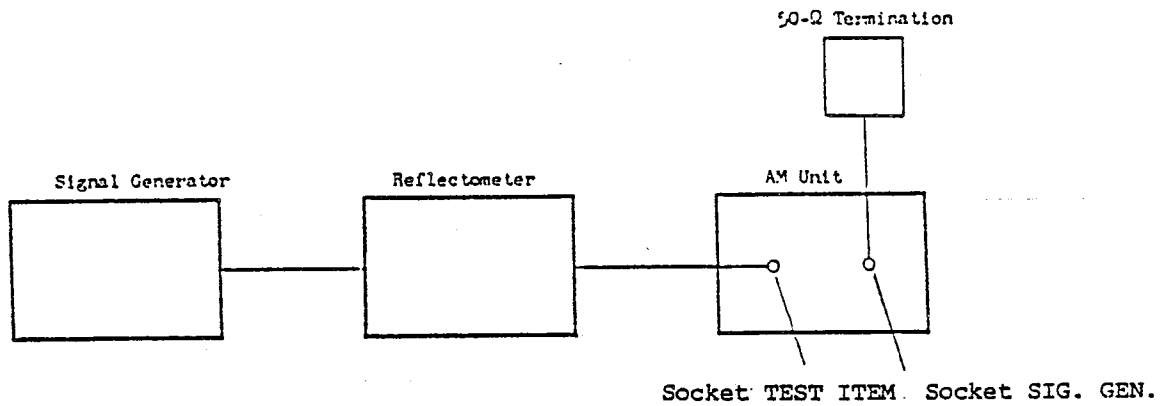 50-Ω Termination
Signal Generator
Reflectometer
AM Unit
Socket TEST ITEM. Socket SIG. GEN.